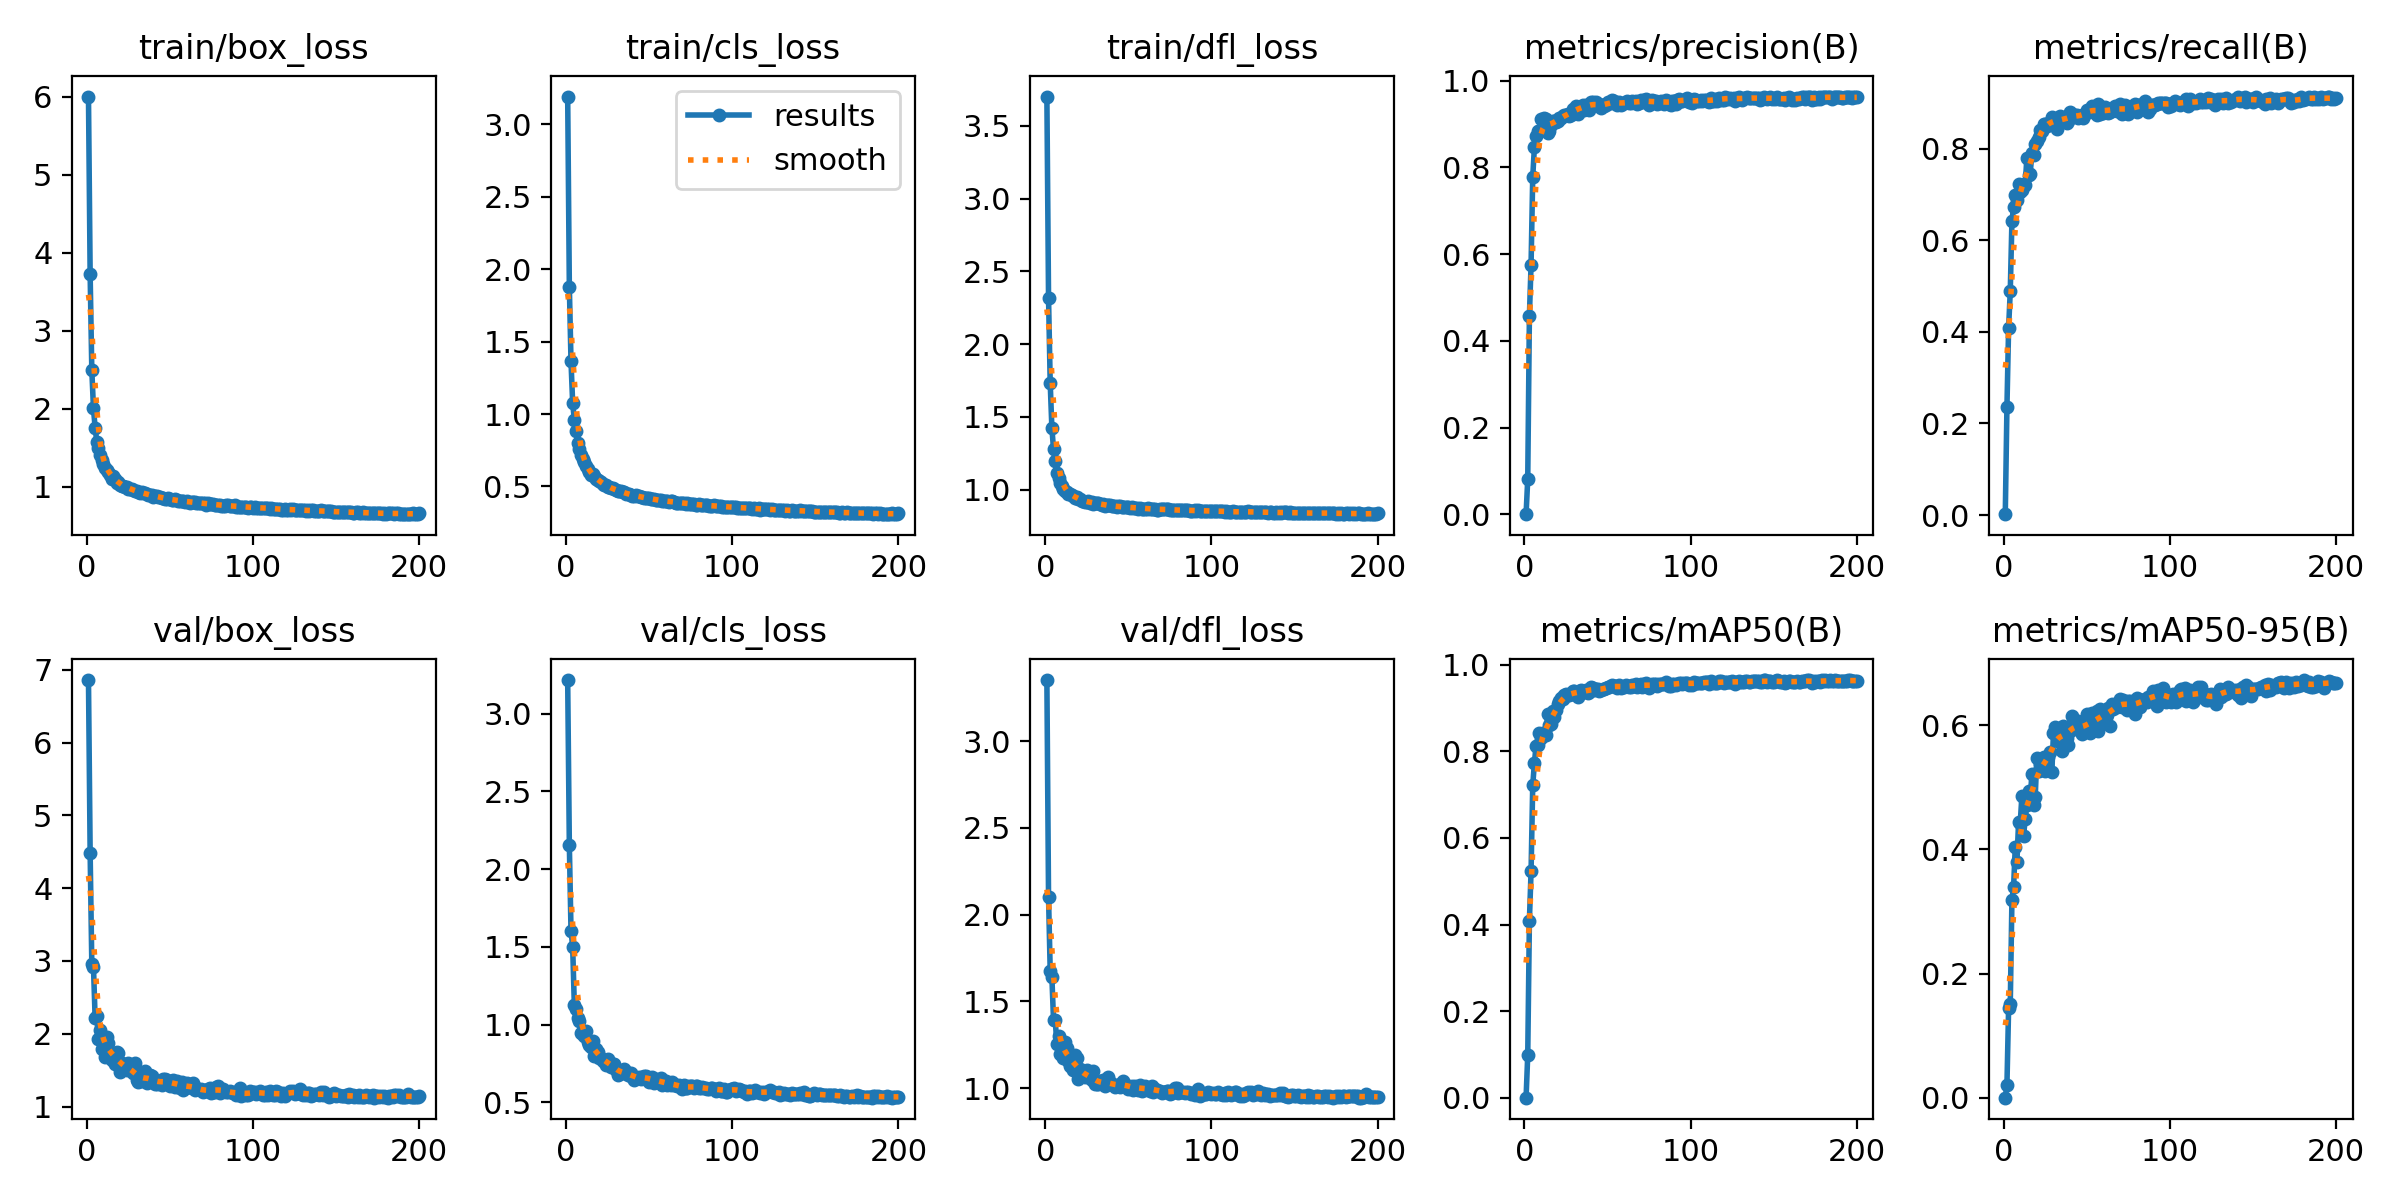 train/box_loss
6
5
4
3
2
1
0 100 200
train/cls_loss
results
smooth
3.0
2.5
2.0
1.5
1.0
0.5
0 100 200
train/dfl_loss
3.5
3.0
2.5
2.0
1.5
1.0
0 100 200
metrics/precision(B)
1.0
0.8
0.6
0.4
0.2
0.0
0 100 200
metrics/recall(B)
0.8
0.6
0.4
0.2
0.0
0 100 200
val/box_loss
7
6
5
4
3
2
1
0 100 200
val/cls_loss
3.0
2.5
2.0
1.5
1.0
0.5
0 100 200
val/dfl_loss
3.0
2.5
2.0
1.5
1.0
0 100 200
metrics/mAP50(B)
1.0
0.8
0.6
0.4
0.2
0.0
0 100 200
metrics/mAP50-95(B)
0.6
0.4
0.2
0.0
0 100 200